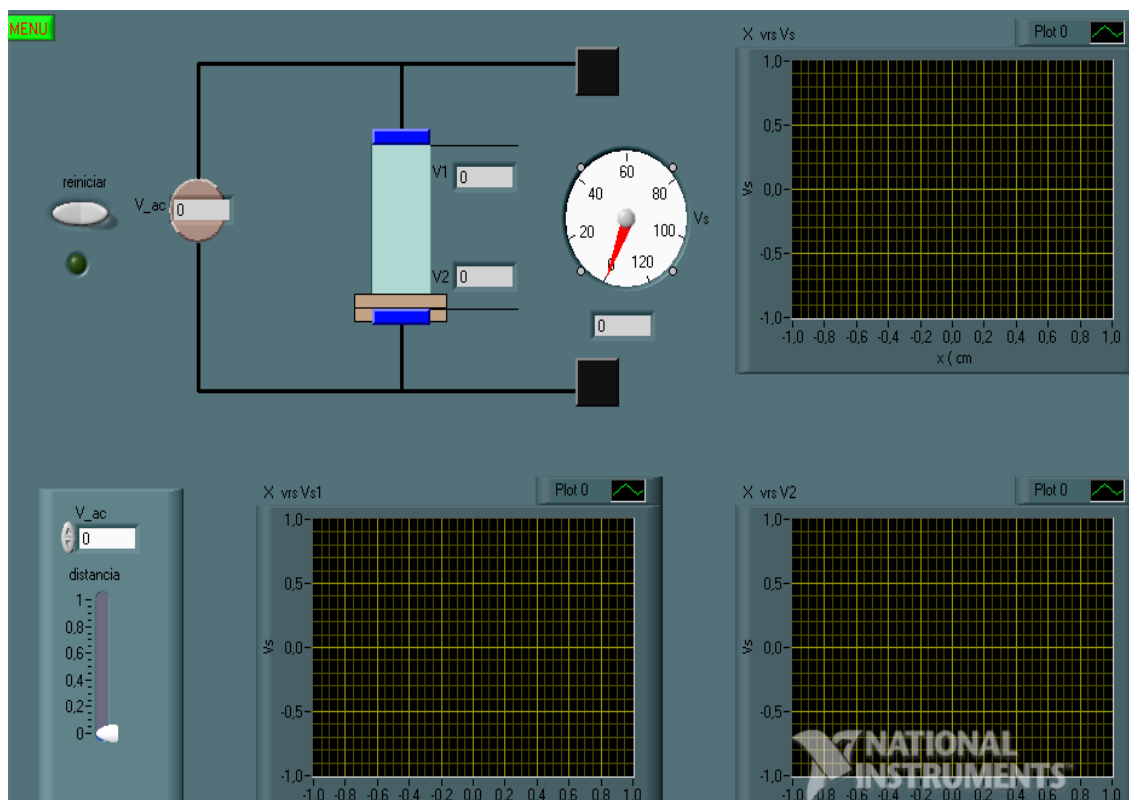 MENU
reiniciar
V_ac
0
V1
0
V2
0
0
20
40
60
80
100
120
Vs
0
X vrs Vs
Plot 0
1,0
0,5
0,0
-0,5
-1,0
Vs
-1,0 -0,8 -0,6 -0,4 -0,2 0,0 0,2 0,4 0,6 0,8 1,0
x ( cm
V_ac
0
distancia
1
0,8
0,6
0,4
0,2
0
X vrs Vs1
Plot 0
1,0
0,5
0,0
-0,5
-1,0
Vs
-1,0 -0,8 -0,6 -0,4 -0,2 0,0 0,2 0,4 0,6 0,8 1,0
X vrs V2
Plot 0
1,0
0,5
0,0
-0,5
-1,0
Vs
-1,0 -0,8 -0,6 -0,4 -0,2 0,0 0,2 0,4 0,6 0,8 1,0
NATIONAL
INSTRUMENTS